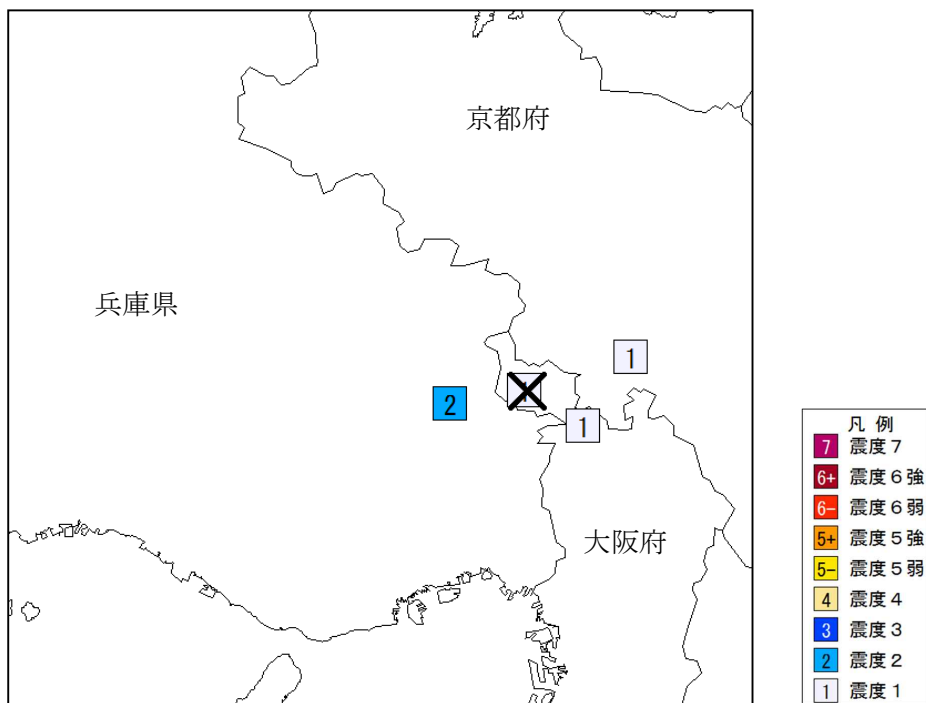 京都府
兵庫県
1
1
2
1
大阪府
凡 例
7 震度７
6+ 震度６強
6- 震度６弱
5+ 震度５強
5- 震度５弱
4 震度４
3 震度３
2 震度２
1 震度１